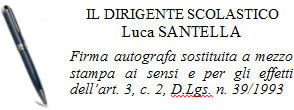 IL DIRIGENTE SCOLASTICO
Luca SANTELLA
Firma autografa sostituita a mezzo
stampa ai sensi e per gli effetti
dell'art. 3, c. 2, D.Lgs. n. 39/1993